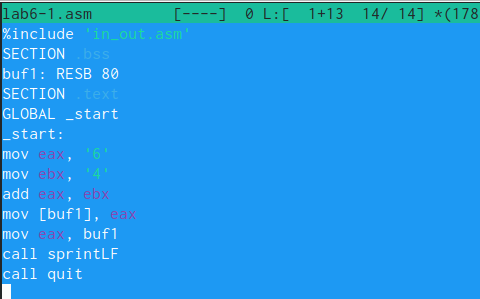 lab6-1.asm [----] 0 L:[ 1+13 14/ 14] *(178
%include 'in_out.asm'
SECTION .bss
buf1: RESB 80
SECTION .text
GLOBAL _start
_start:
mov eax, '6'
mov ebx, '4'
add eax, ebx
mov [buf1], eax
mov eax, buf1
call sprintLF
call quit